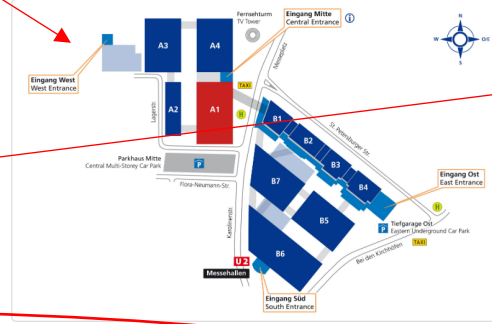 Fernsehturm
TV Tower
Eingang Mitte
Central Entrance
i
Messeplatz
N
W
O/E
S
A3
A4
Eingang West
West Entrance
Lagerstr.
A2
A1
TAXI
H
B1
B2
B3
B4
St. Petersburger Str.
Parkhaus Mitte
Central Multi-Storey Car Park
P
Flora-Neumann-Str.
Karolinenstr.
B7
B5
B6
Eingang Ost
East Entrance
H
P
Tiefgarage Ost
Eastern Underground Car Park
TAXI
Bei den Kirchhöfen
U2
Messehallen
Eingang Süd
South Entrance